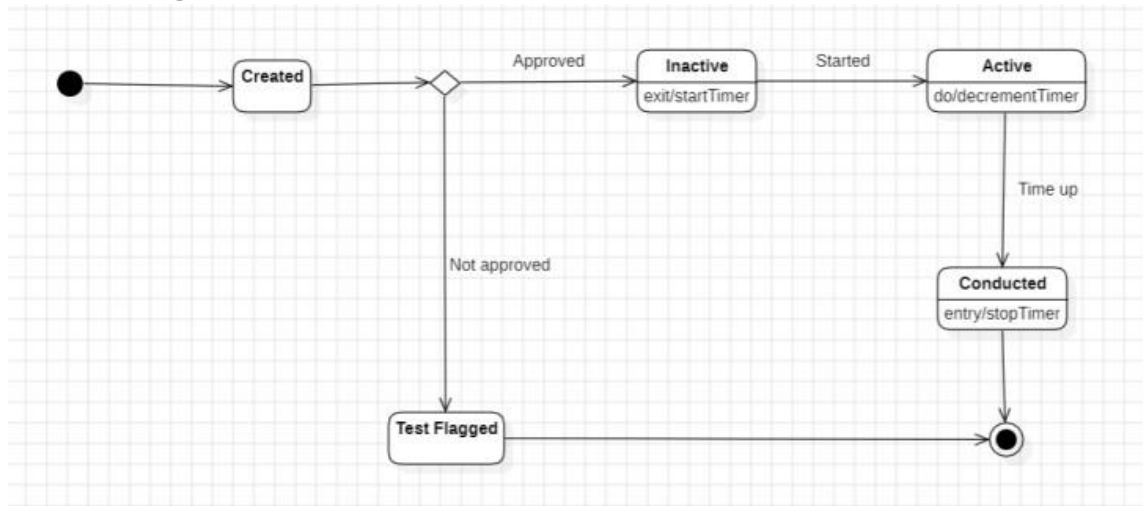 Created
Approved
Inactive
exit/startTimer
Started
Active
do/decrementTimer
Time up
Not approved
Conducted
entry/stopTimer
Test Flagged